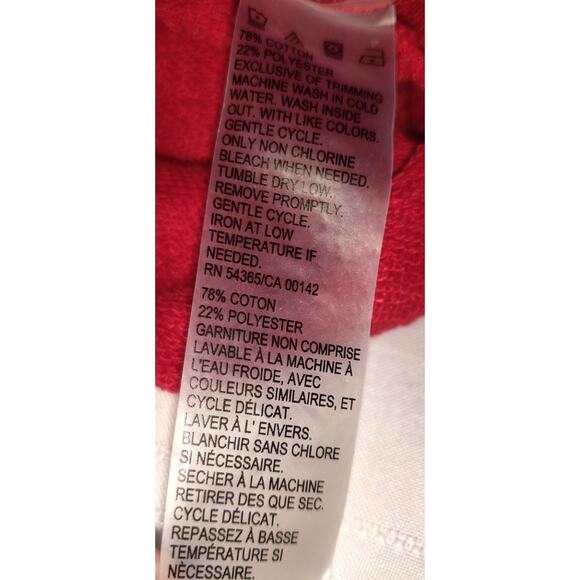 78% COTTON
22% POLYESTER
EXCLUSIVE OF TRIMMING
MACHINE WASH IN COLD
WATER. WASH INSIDE
OUT. WITH LIKE COLORS.
GENTLE CYCLE.
ONLY NON CHLORINE
BLEACH WHEN NEEDED.
TUMBLE DRY LOW.
REMOVE PROMPTLY.
GENTLE CYCLE.
IRON AT LOW
TEMPERATURE IF
NEEDED.
RN 54365/CA 00142
78% COTON
22% POLYESTER
GARNITURE NON COMPRISE
LAVABLE À LA MACHINE À
L'EAU FROIDE, AVEC
COULEURS SIMILAIRES, ET
CYCLE DÉLICAT.
LAVER À L' ENVERS.
BLANCHIR SANS CHLORE
SI NÉCESSAIRE.
SECHER À LA MACHINE
RETIRER DES QUE SEC.
CYCLE DÉLICAT.
REPASSEZ À BASSE
TEMPÉRATURE SI
NÈCESSAIRE.